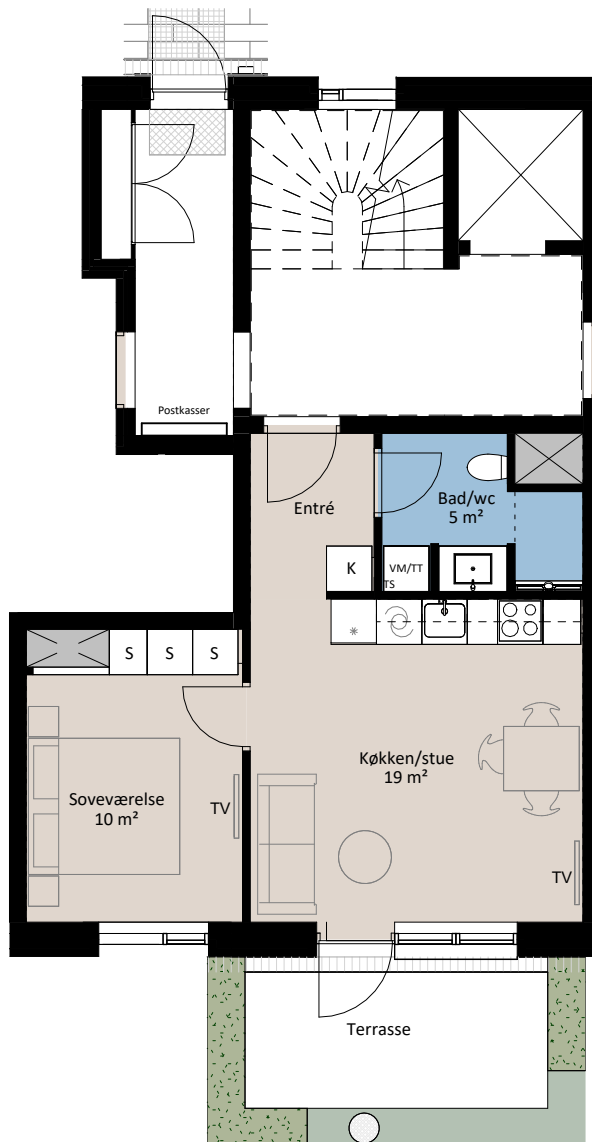 Postkasser
Entré
Bad/wc
5 m²
K
VM/TT
TS
S S S
Køkken/stue
19 m²
Soveværelse
10 m²
TV
TV
Terrasse